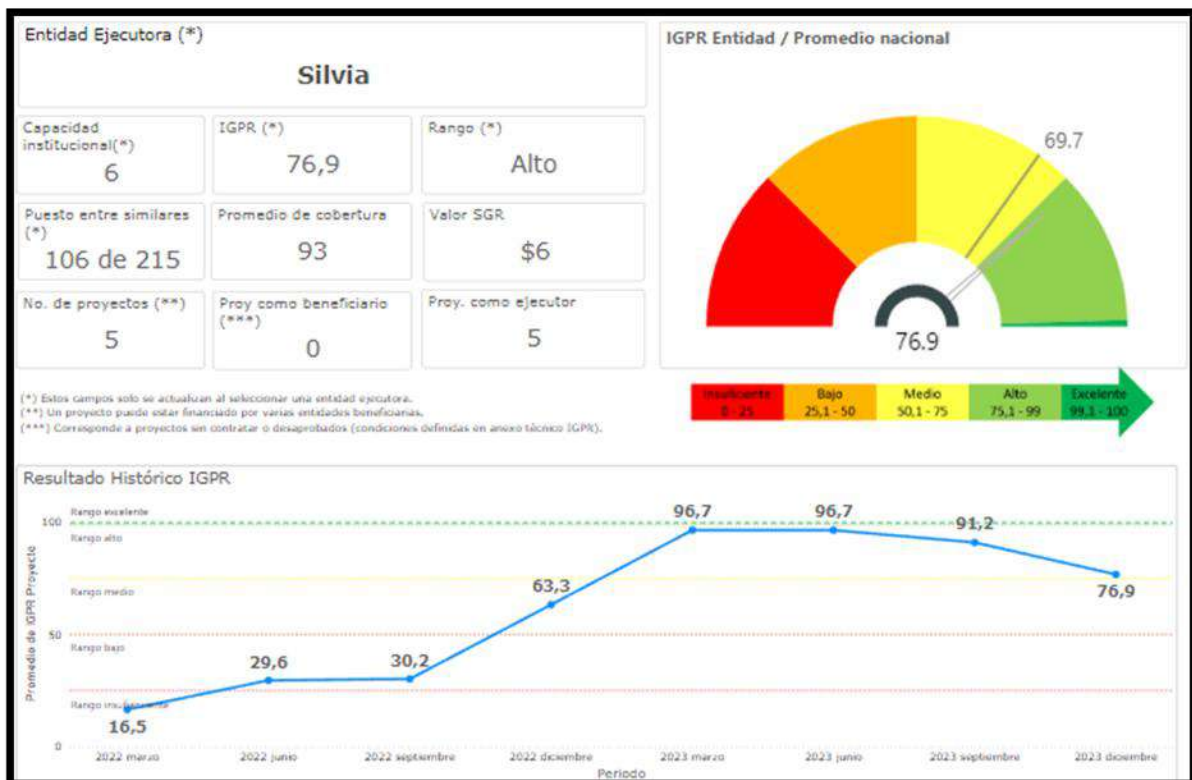 Entidad Ejecutora (*)
Silvia
Capacidad
institucional(*)
6
IGPR (*)
76,9
Rango (*)
Alto
Puesto entre similares
(*)
106 de 215
Promedio de cobertura
93
Valor SGR
$6
No. de proyectos (**)
5
Proy como beneficiario
(***)
0
Proy. como ejecutor
5
(*) Estos campos solo se actualizan al seleccionar una entidad ejecutora.
(**) Un proyecto puede estar financiado por varias entidades beneficiarias.
(***) Corresponde a proyectos sin contratar o desaprobados (condiciones definidas en anexo técnico IGPR).
IGPR Entidad / Promedio nacional
69.7
76.9
Insuficiente
0 - 25
Bajo
25,1 - 50
Medio
50,1 - 75
Alto
75,1 - 99
Excelente
99,1 - 100
Resultado Histórico IGPR
Promedio de IGPR Proyecte
100
50
0
Rango excelente
Rango alto
Rango medio
Rango bajo
Rango insuficiente
16,5
29,6
30,2
63,3
96,7
96,7
91,2
76,9
2022 marzo
2022 junio
2022 septiembre
2022 diciembre
2023 marzo
2023 junio
2023 septiembre
2023 diciembre
Periodo